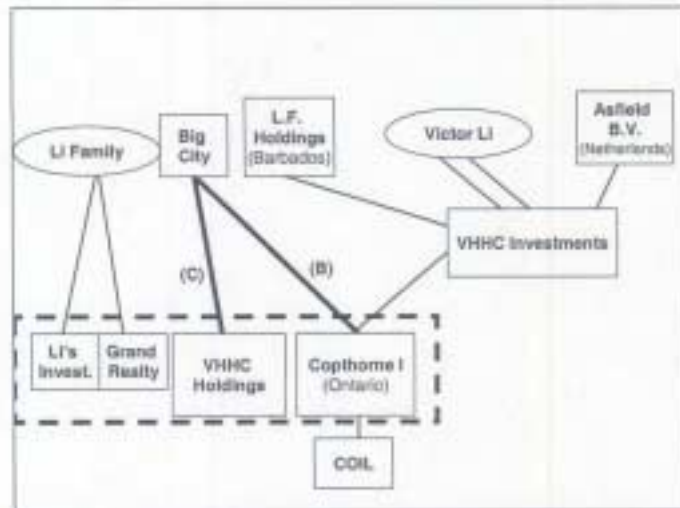 Li Family
Big
City
L.F.
Holdings
(Barbados)
Victor Li
Asfield
B.V.
(Netherlands)
VHHC Investments
(C)
(B)
Li's
Invest.
Grand
Realty
VHHC
Holdings
Copthorne I
(Ontario)
COIL